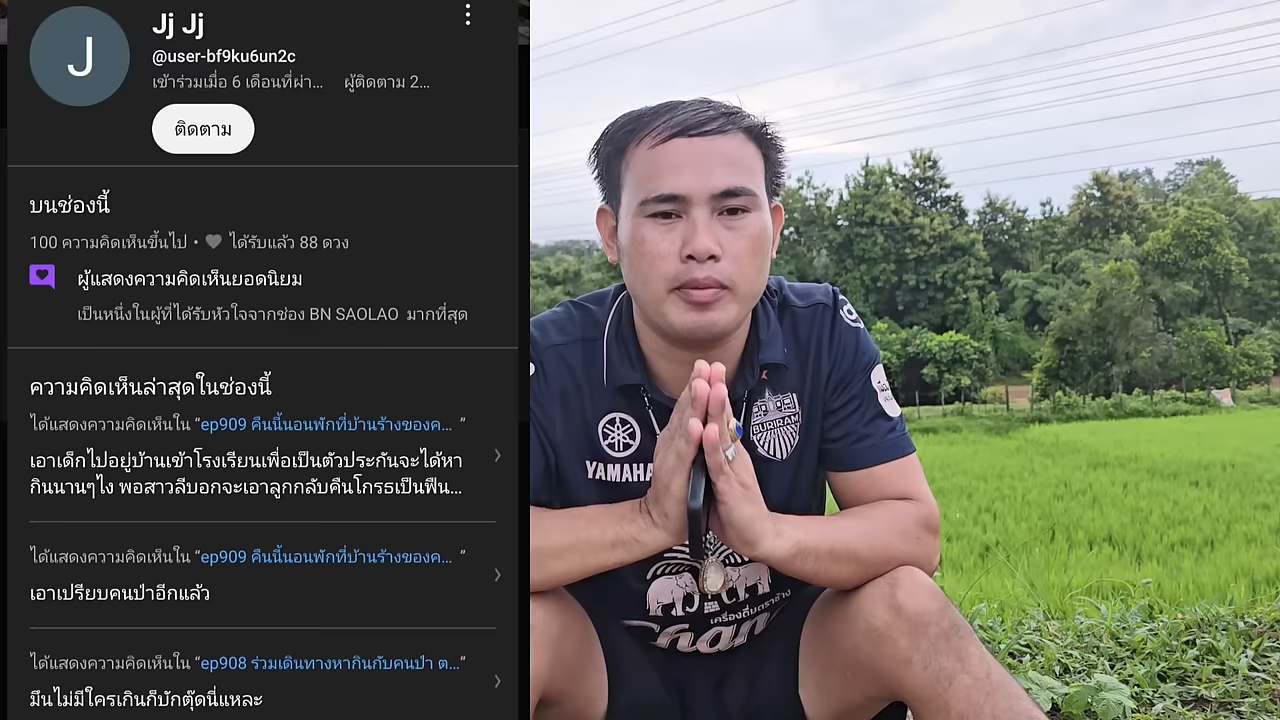 J
Jj Jj
@user-bf9ku6un2c
เข้าร่วมเมื่อ 6 เดือนที่ผ่า... ผู้ติดตาม 2...
ติดตาม
บนช่องนี้
100 ความคิดเห็นขึ้นไป • ได้รับแล้ว 88 ดวง
ผู้แสดงความคิดเห็นยอดนิยม
เป็นหนึ่งในผู้ที่ได้รับหัวใจจากช่อง BN SAOLAO มากที่สุด
ความคิดเห็นล่าสุดในช่องนี้
ได้แสดงความคิดเห็นใน "ep909 คืนนี้นอนพักที่บ้านร้างของค... "
เอาเด็กไปอยู่บ้านเข้าโรงเรียนเพื่อเป็นตัวประกันจะได้หา
กินนานๆไง พอสาวลีบอกจะเอาลูกกลับคืนโกรธเป็นฟืน...
ได้แสดงความคิดเห็นใน "ep909 คืนนี้นอนพักที่บ้านร้างของค... "
เอาเปรียบคนป่าอีกแล้ว
ได้แสดงความคิดเห็นใน "ep908 ร่วมเดินทางหากินกับคนป่า ต..."
มึนไม่มีใครเกินก็บักตุ๊ดนี่แหละ
BURIRAM
YAMAHA
เครื่องดื่มตราช้าง
Chang